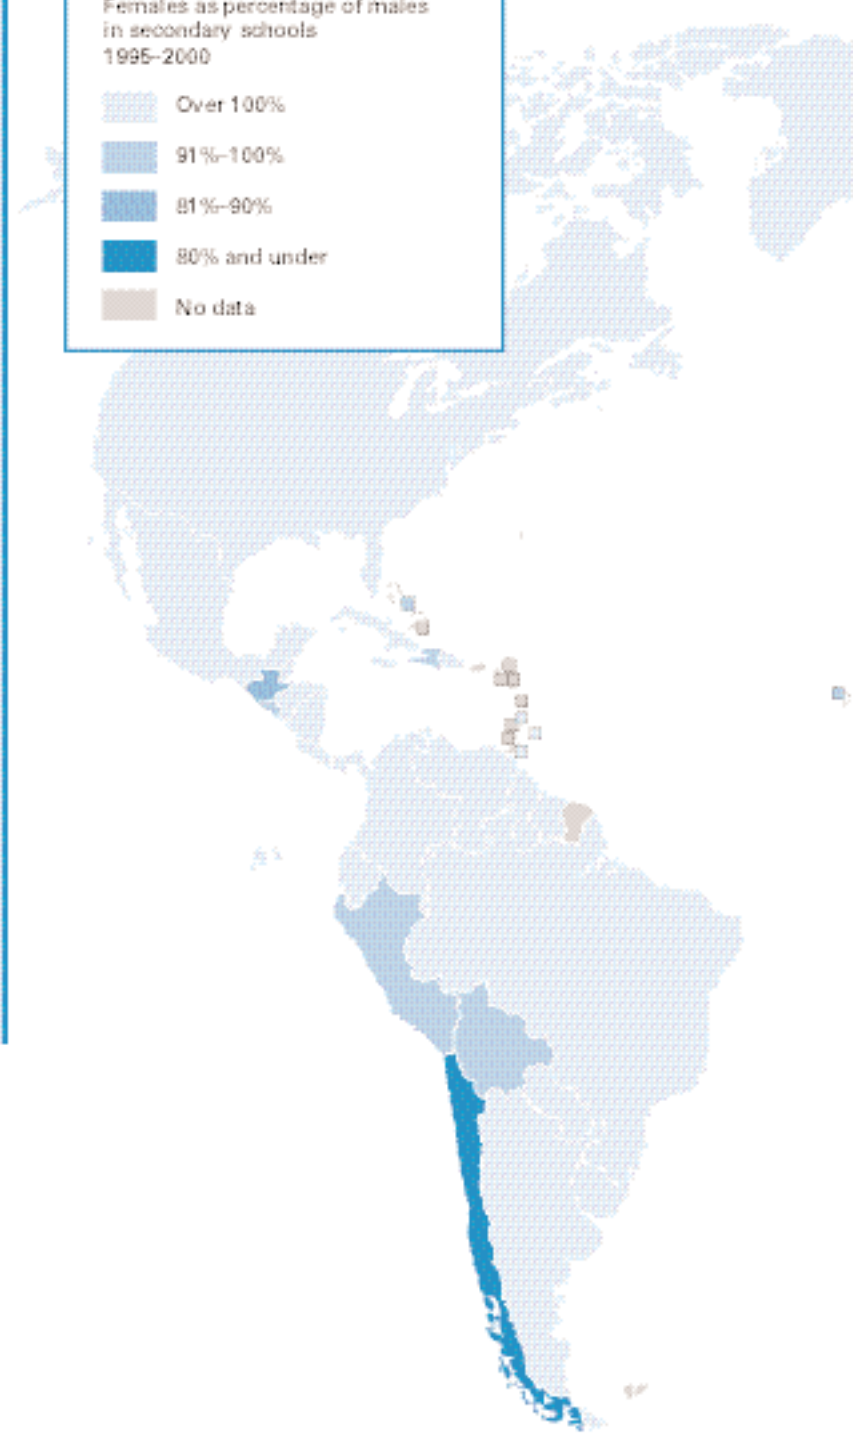 Females as percentage of males
in secondary schools
1995–2000
Over 100%
91%–100%
81%–90%
80% and under
No data